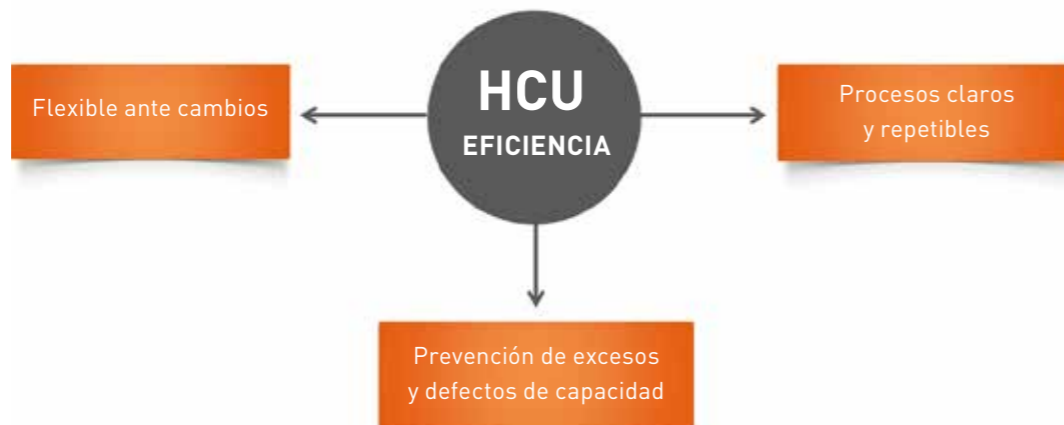 HCU
EFICIENCIA
Flexible ante cambios
Procesos claros
y repetibles
Prevención de excesos
y defectos de capacidad